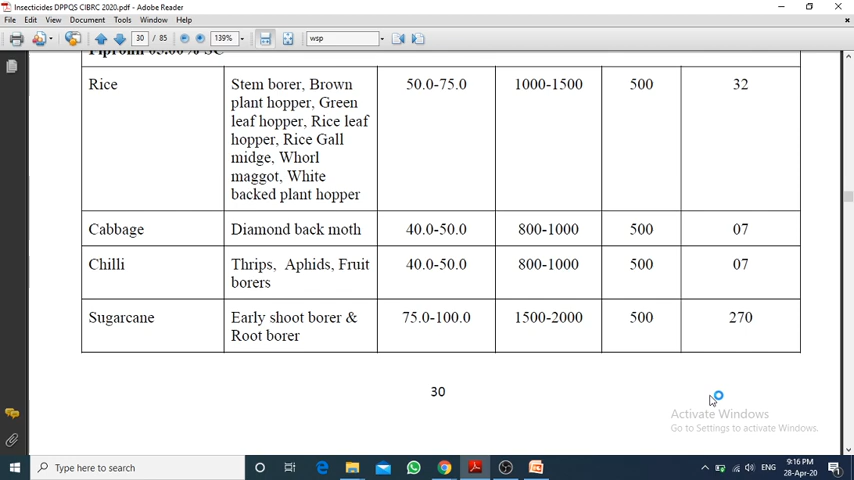 Insecticides DPPQS CIBRC 2020.pdf - Adobe Reader
File Edit View Document Tools Window Help
30 / 85 139% wsp
Fipronil 05.00% SC
Rice Stem borer, Brown 50.0-75.0 1000-1500 500 32
plant hopper, Green
leaf hopper, Rice leaf
hopper, Rice Gall
midge, Whorl
maggot, White
backed plant hopper
Cabbage Diamond back moth 40.0-50.0 800-1000 500 07
Chilli Thrips, Aphids, Fruit 40.0-50.0 800-1000 500 07
borers
Sugarcane Early shoot borer & 75.0-100.0 1500-2000 500 270
Root borer
30
Activate Windows
Go to Settings to activate Windows.
Type here to search
ENG
9:16 PM
28-Apr-20